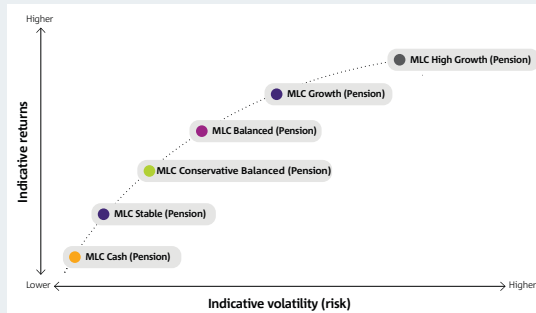 Higher
MLC High Growth (Pension)
MLC Growth (Pension)
MLC Balanced (Pension)
MLC Conservative Balanced (Pension)
MLC Stable (Pension)
MLC Cash (Pension)
Indicative returns
Lower
Higher
Indicative volatility (risk)